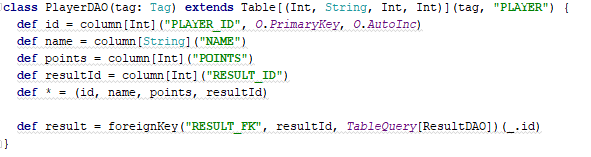 class PlayerDAO(tag: Tag) extends Table[(Int, String, Int, Int)](tag, "PLAYER") {
def id = column[Int]("PLAYER_ID", O.PrimaryKey, O.AutoInc)
def name = column[String]("NAME")
def points = column[Int]("POINTS")
def resultId = column[Int]("RESULT_ID")
def * = (id, name, points, resultId)
def result = foreignKey("RESULT_FK", resultId, TableQuery[ResultDAO])(_.id)
}